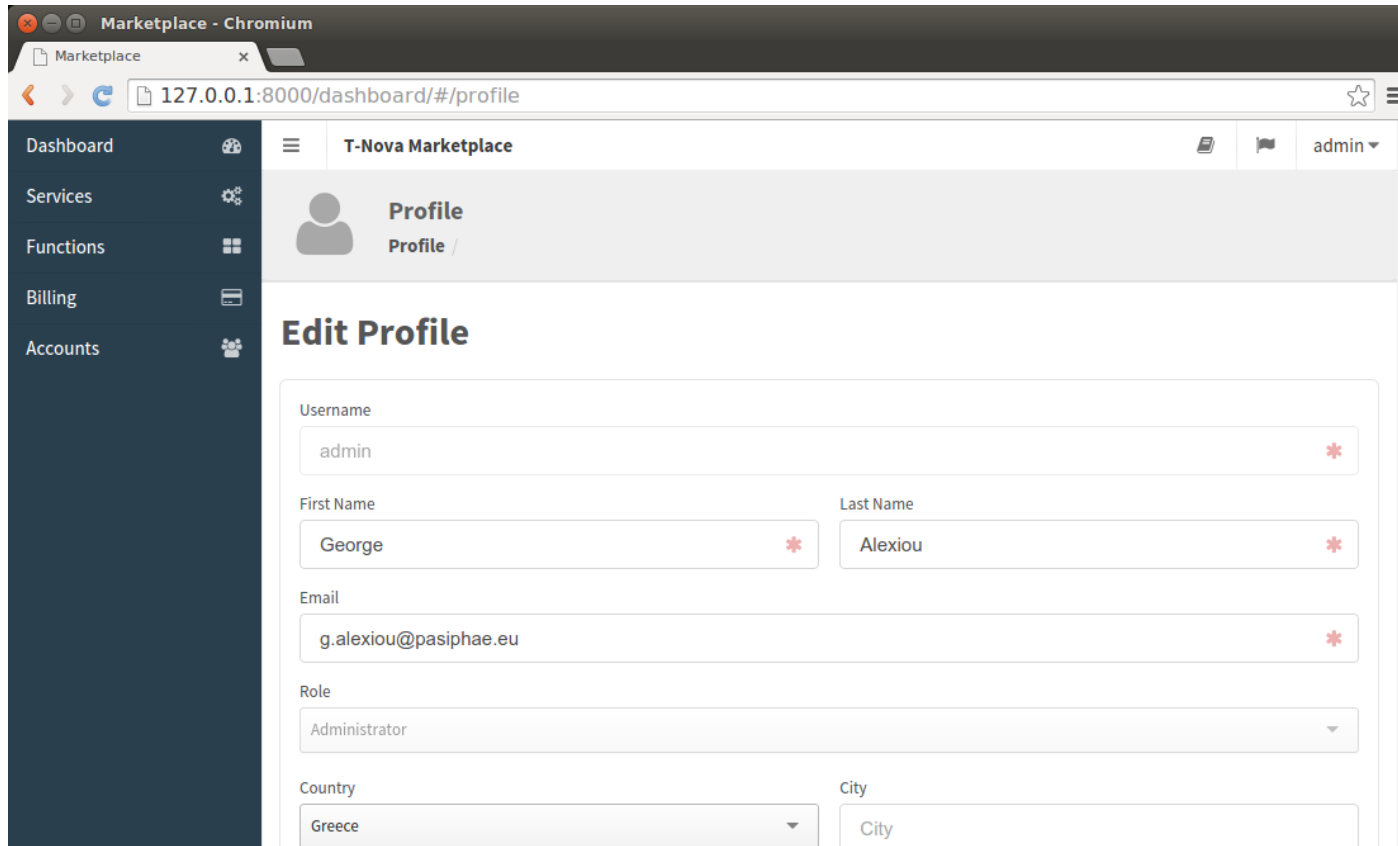 Marketplace - Chromium
Marketplace
127.0.0.1:8000/dashboard/#/profile
Dashboard
Services
Functions
Billing
Accounts
T-Nova Marketplace
admin
Profile
Profile /
Edit Profile
Username
admin *
First Name Last Name
George * Alexiou *
Email
g.alexiou@pasiphae.eu *
Role
Administrator
Country City
Greece City